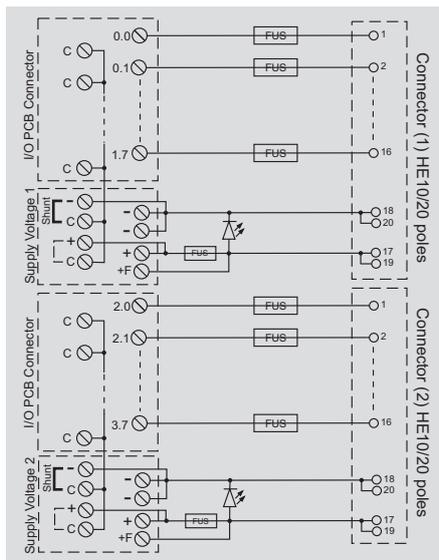 I/O PCB Connector
C
C
C
0.0
0.1
1.7
FUS
FUS
FUS
1
2
16
Connector (1) HE10/20 poles
Supply Voltage 1
Shunt
-
C
+
C
-
-
+
+F
FUS
18
20
17
19
I/O PCB Connector
C
C
C
2.0
2.1
3.7
FUS
FUS
FUS
1
2
16
Connector (2) HE10/20 poles
Supply Voltage 2
Shunt
-
C
+
C
-
-
+
+F
FUS
18
20
17
19